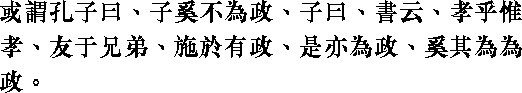 或謂孔子曰、子奚不為政、子曰、書云、孝乎惟
孝、友于兄弟、施於有政、是亦為政、奚其為為
政。